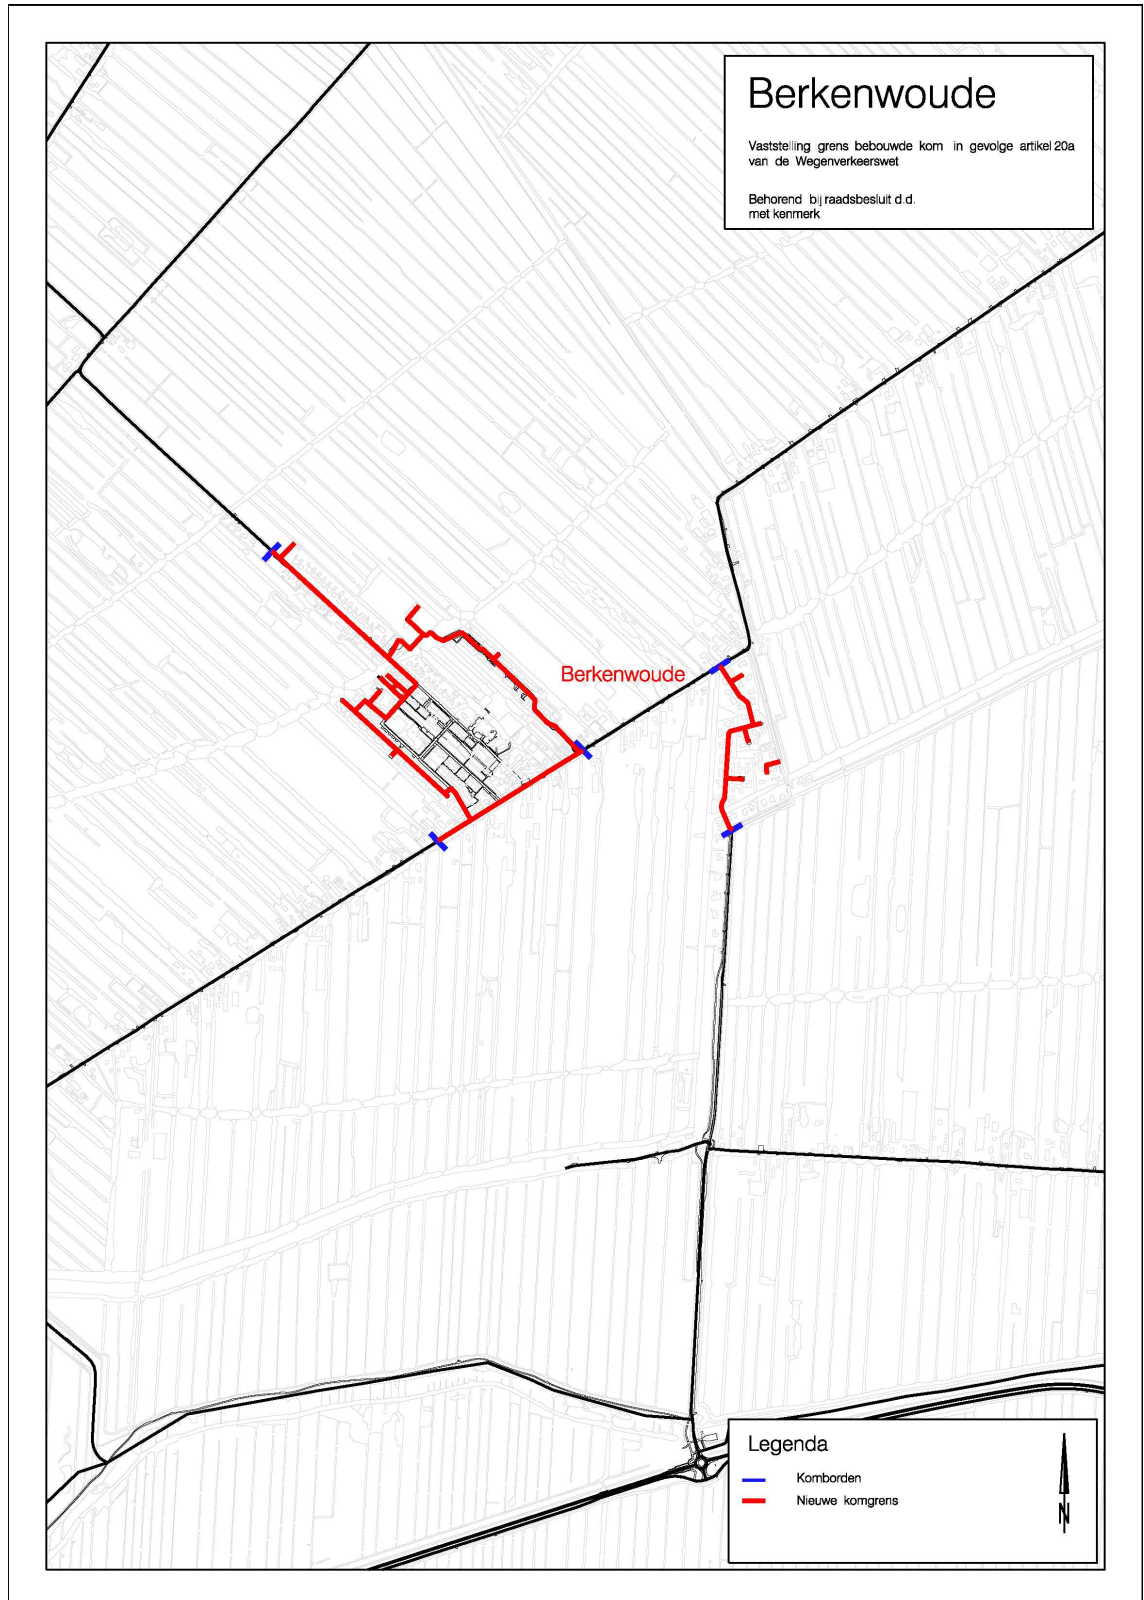 Berkenwoude
Vaststelling grens bebouwde kom in gevolge artikel 20a
van de Wegenverkeerswet
Behorend bij raadsbesluit d.d.
met kenmerk
Berkenwoude
Legenda
Komborden
Nieuwe komgrens
N